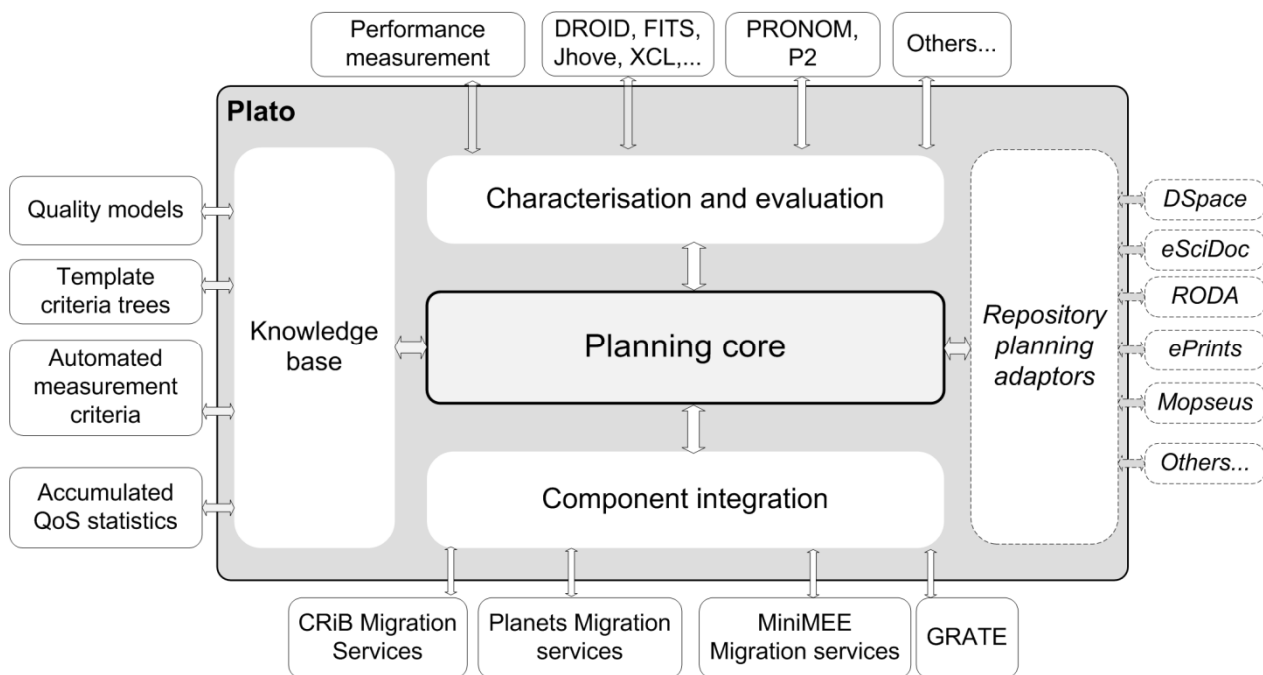 Performance
measurement
DROID, FITS,
Jhove, XCL,...
PRONOM,
P2
Others...
Plato
Quality models
Template
criteria trees
Automated
measurement
criteria
Accumulated
QoS statistics
Knowledge
base
Characterisation and evaluation
Planning core
Component integration
Repository
planning
adaptors
DSpace
eSciDoc
RODA
ePrints
Mopseus
Others...
CRiB Migration
Services
Planets Migration
services
MiniMEE
Migration services
GRATE